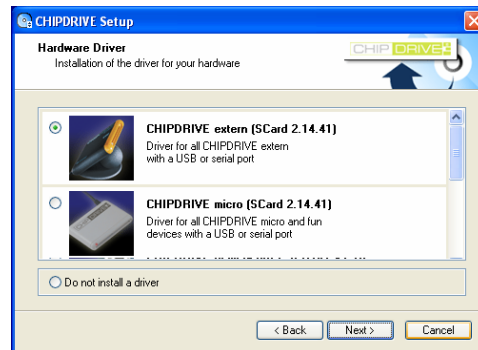 CHIPDRIVE Setup
Hardware Driver
Installation of the driver for your hardware
CHIP DRIVE
CHIPDRIVE extern (SCard 2.14.41)
Driver for all CHIPDRIVE extern
with a USB or serial port
CHIPDRIVE micro (SCard 2.14.41)
Driver for all CHIPDRIVE micro and fun
devices with a USB or serial port
Do not install a driver
< Back
Next >
Cancel